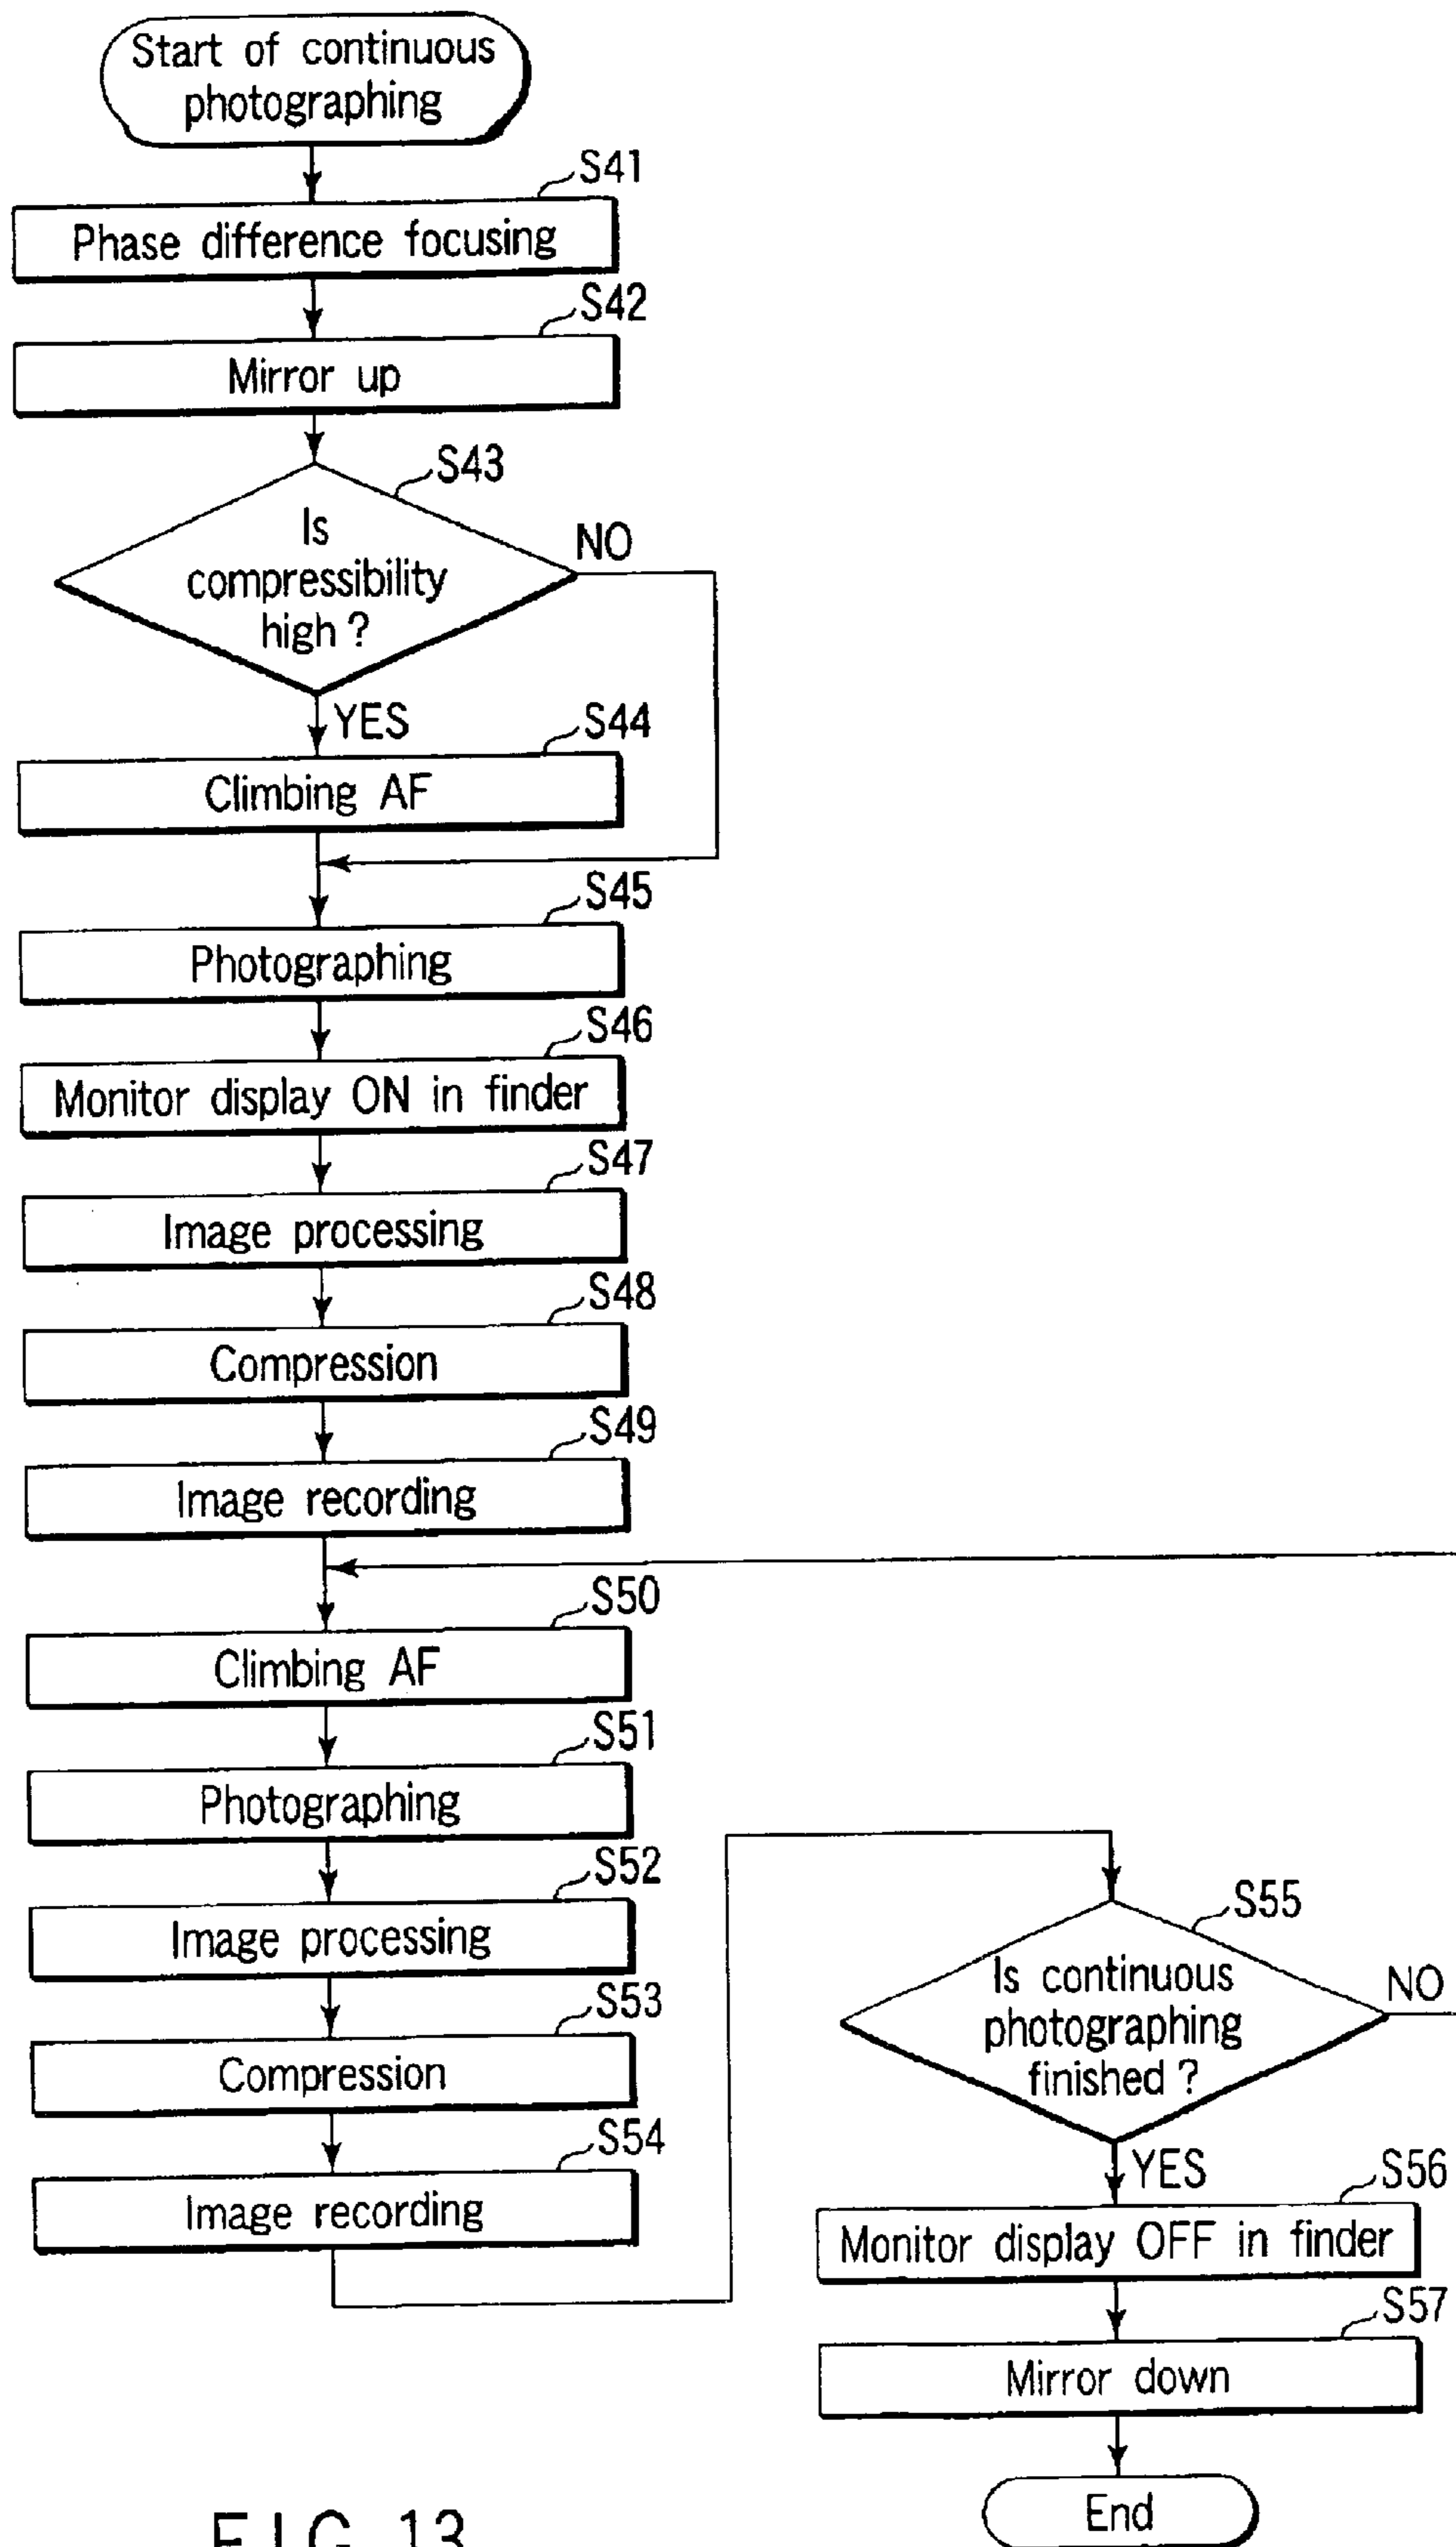 Start of continuous
photographing
S41
Phase difference focusing
S42
Mirror up
S43
Is
compressibility
high ?
NO
YES
S44
Climbing AF
S45
Photographing
S46
Monitor display ON in finder
S47
Image processing
S48
Compression
S49
Image recording
S50
Climbing AF
S51
Photographing
S52
Image processing
S53
Compression
S54
Image recording
S55
Is continuous
photographing
finished ?
NO
YES
S56
Monitor display OFF in finder
S57
Mirror down
End
FIG. 13